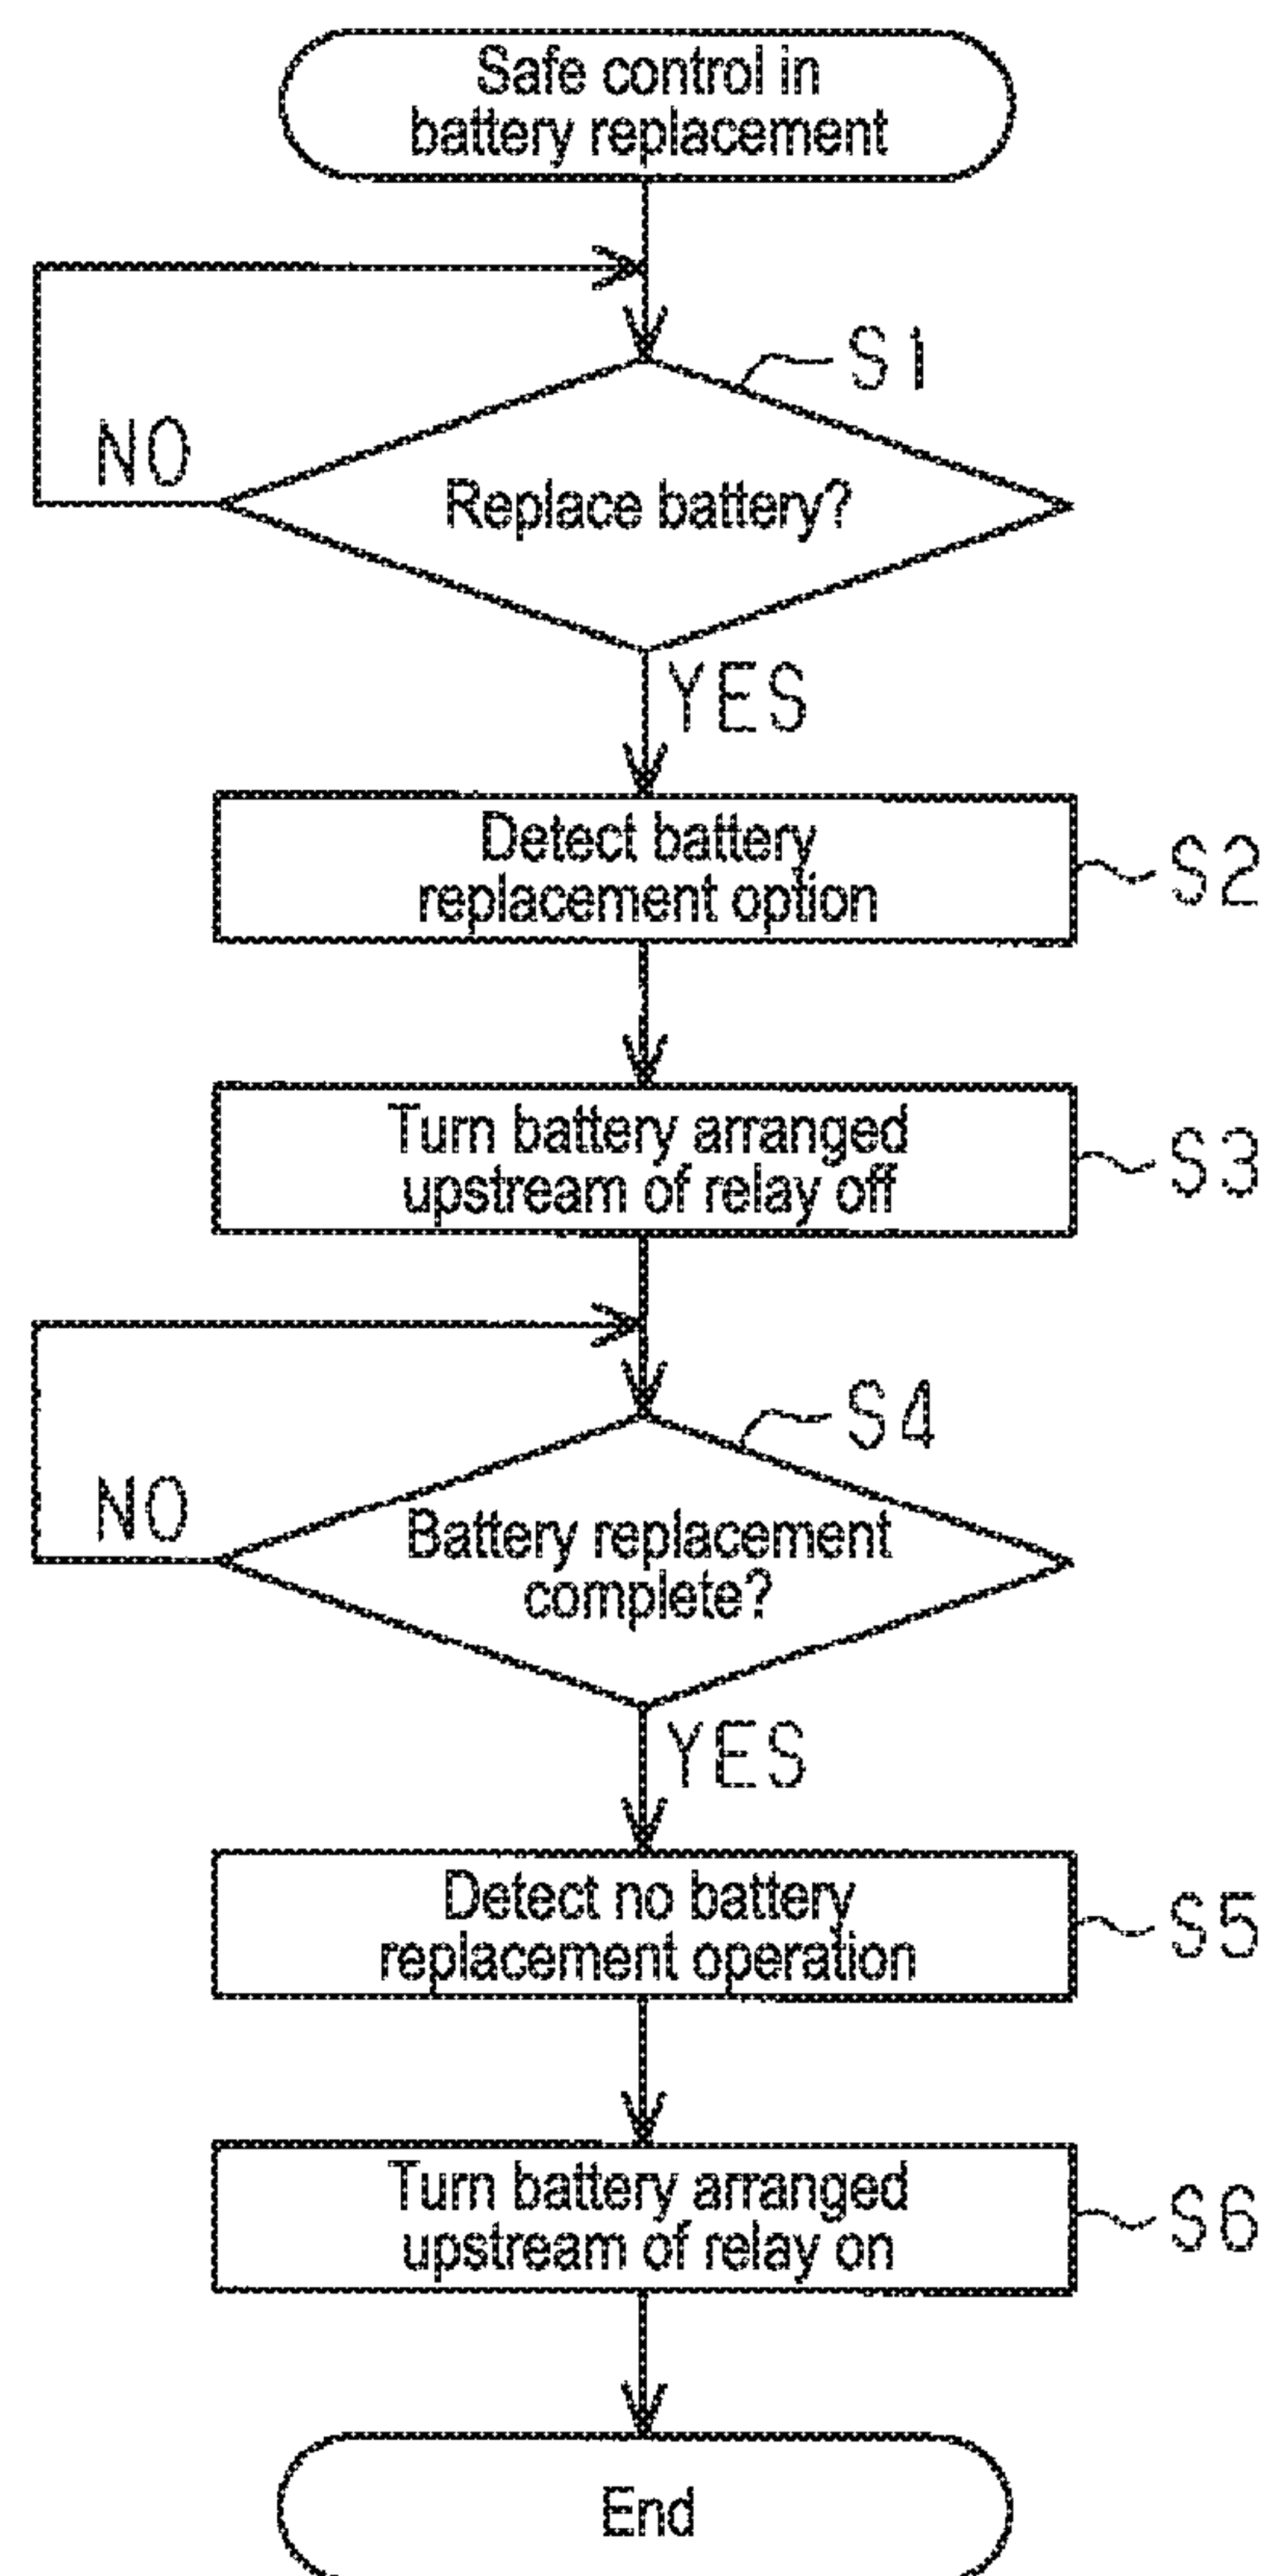 Safe control in
battery replacement
S1
NO
Replace battery?
YES
Detect battery
replacement option
S2
Turn battery arranged
upstream of relay off
S3
S4
NO
Battery replacement
complete?
YES
Detect no battery
replacement operation
S5
Turn battery arranged
upstream of relay on
S6
End